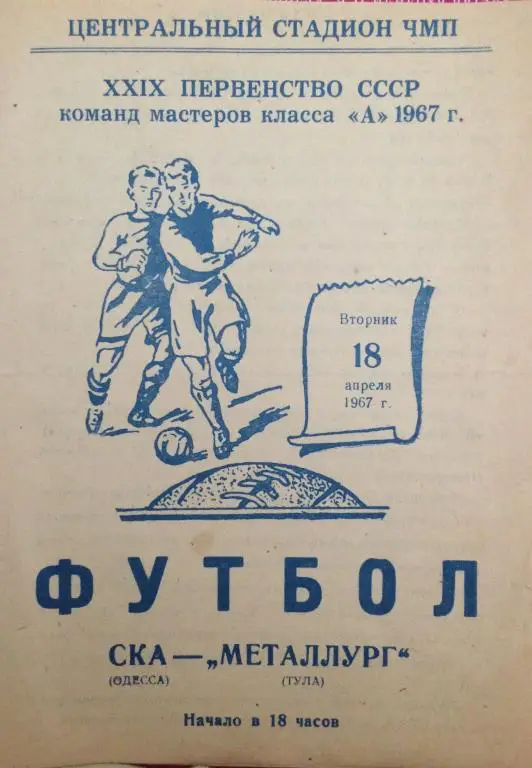 ЦЕНТРАЛЬНЫЙ СТАДИОН ЧМП
XXIX ПЕРВЕНСТВО СССР
команд мастеров класса «А» 1967 г.
Вторник
18
апреля
1967 г.
ФУТБОЛ
СКА — „МЕТАЛЛУРГ“
(ОДЕССА) (ТУЛА)
Начало в 18 часов